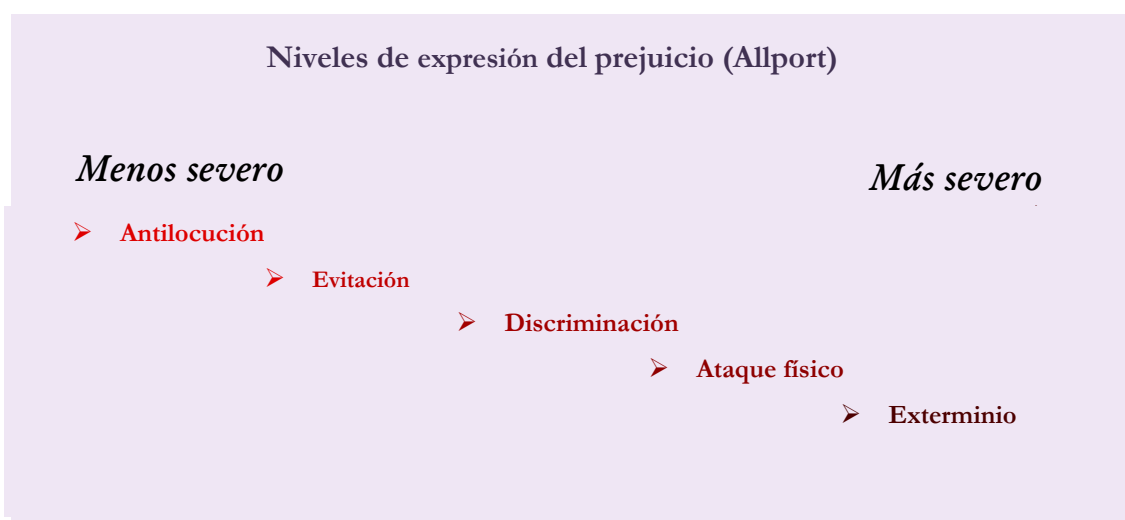 Niveles de expresión del prejuicio (Allport)
Menos severo
Más severo
➢ Antilocución
➢ Evitación
➢ Discriminación
➢ Ataque físico
➢ Exterminio